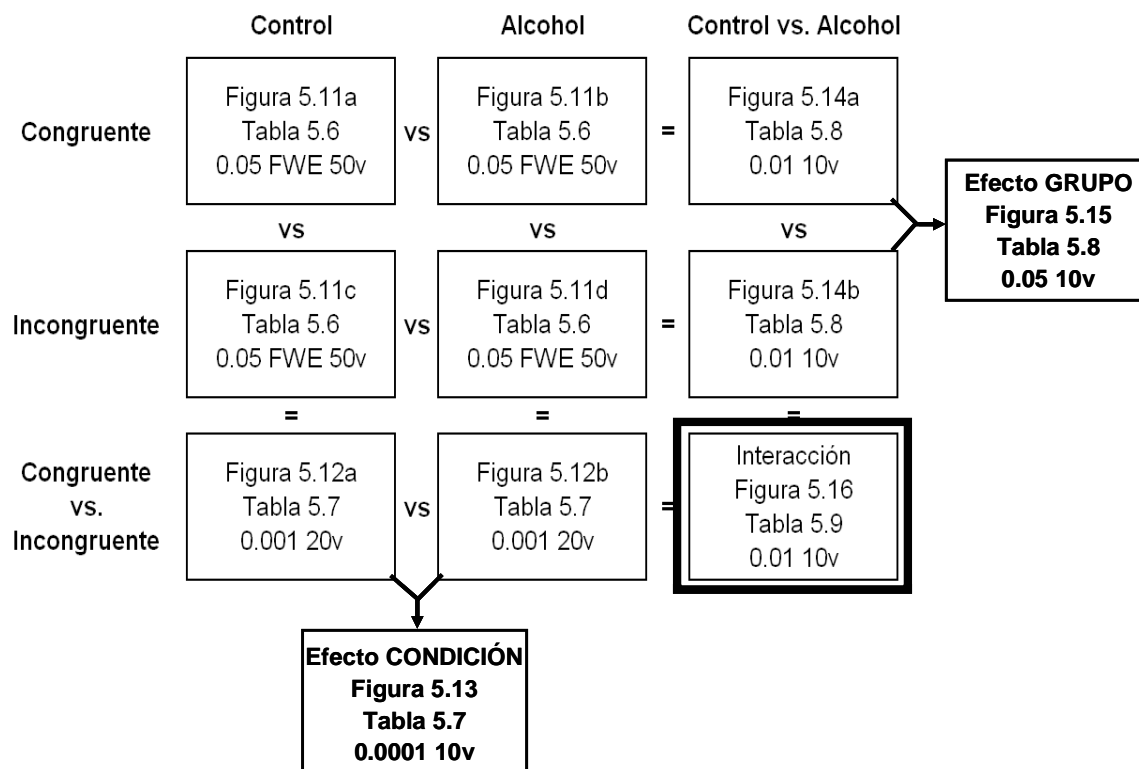 Control
Alcohol
Control vs. Alcohol
Congruente
Figura 5.11a
Tabla 5.6
0.05 FWE 50v
vs
Figura 5.11b
Tabla 5.6
0.05 FWE 50v
=
Figura 5.14a
Tabla 5.8
0.01 10v
Efecto GRUPO
Figura 5.15
Tabla 5.8
0.05 10v
vs
vs
vs
Incongruente
Figura 5.11c
Tabla 5.6
0.05 FWE 50v
vs
Figura 5.11d
Tabla 5.6
0.05 FWE 50v
=
Figura 5.14b
Tabla 5.8
0.01 10v
=
=
=
Congruente
vs.
Incongruente
Figura 5.12a
Tabla 5.7
0.001 20v
vs
Figura 5.12b
Tabla 5.7
0.001 20v
=
Interacción
Figura 5.16
Tabla 5.9
0.01 10v
Efecto CONDICIÓN
Figura 5.13
Tabla 5.7
0.0001 10v